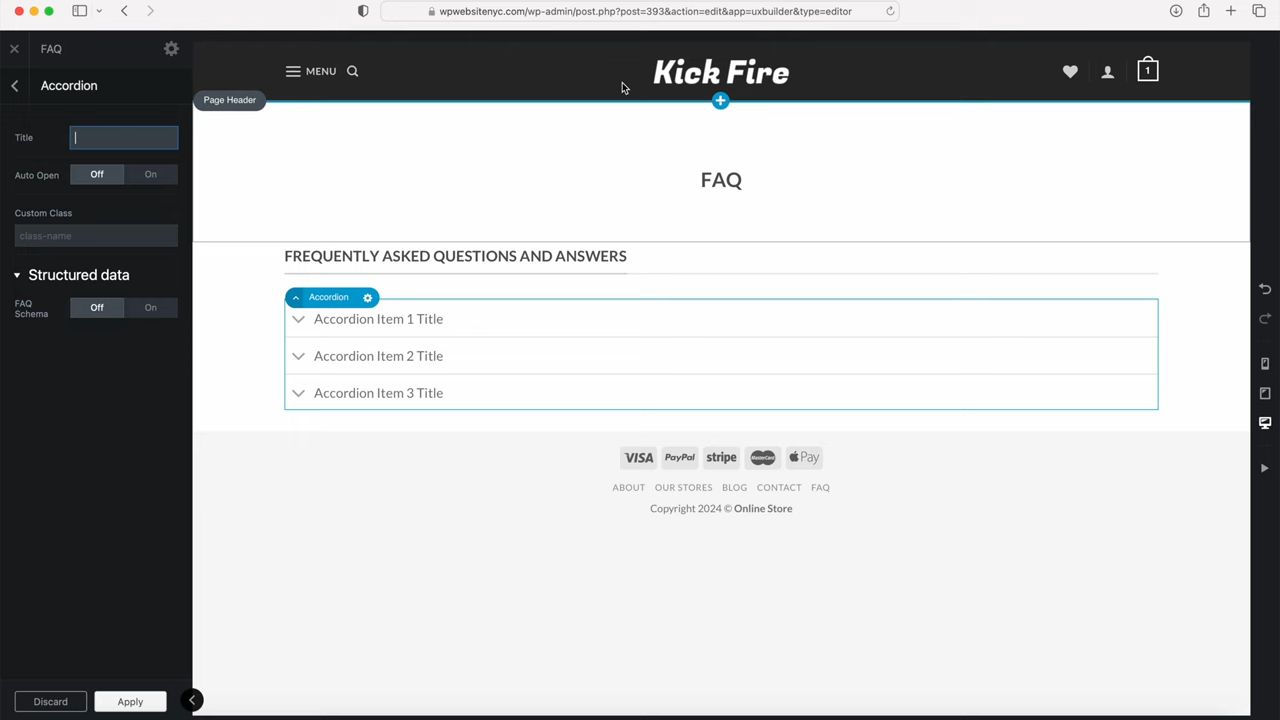 wpwebsitenyc.com/wp-admin/post.php?post=393&action=edit&app=uxbuilder&type=editor
FAQ
Accordion
Title
Auto Open Off On
Custom Class
class-name
Structured data
FAQ Schema Off On
Discard Apply
MENU Kick Fire 1
Page Header
FAQ
FREQUENTLY ASKED QUESTIONS AND ANSWERS
Accordion
Accordion Item 1 Title
Accordion Item 2 Title
Accordion Item 3 Title
VISA PayPal stripe MasterCard Pay
ABOUT OUR STORES BLOG CONTACT FAQ
Copyright 2024 © Online Store